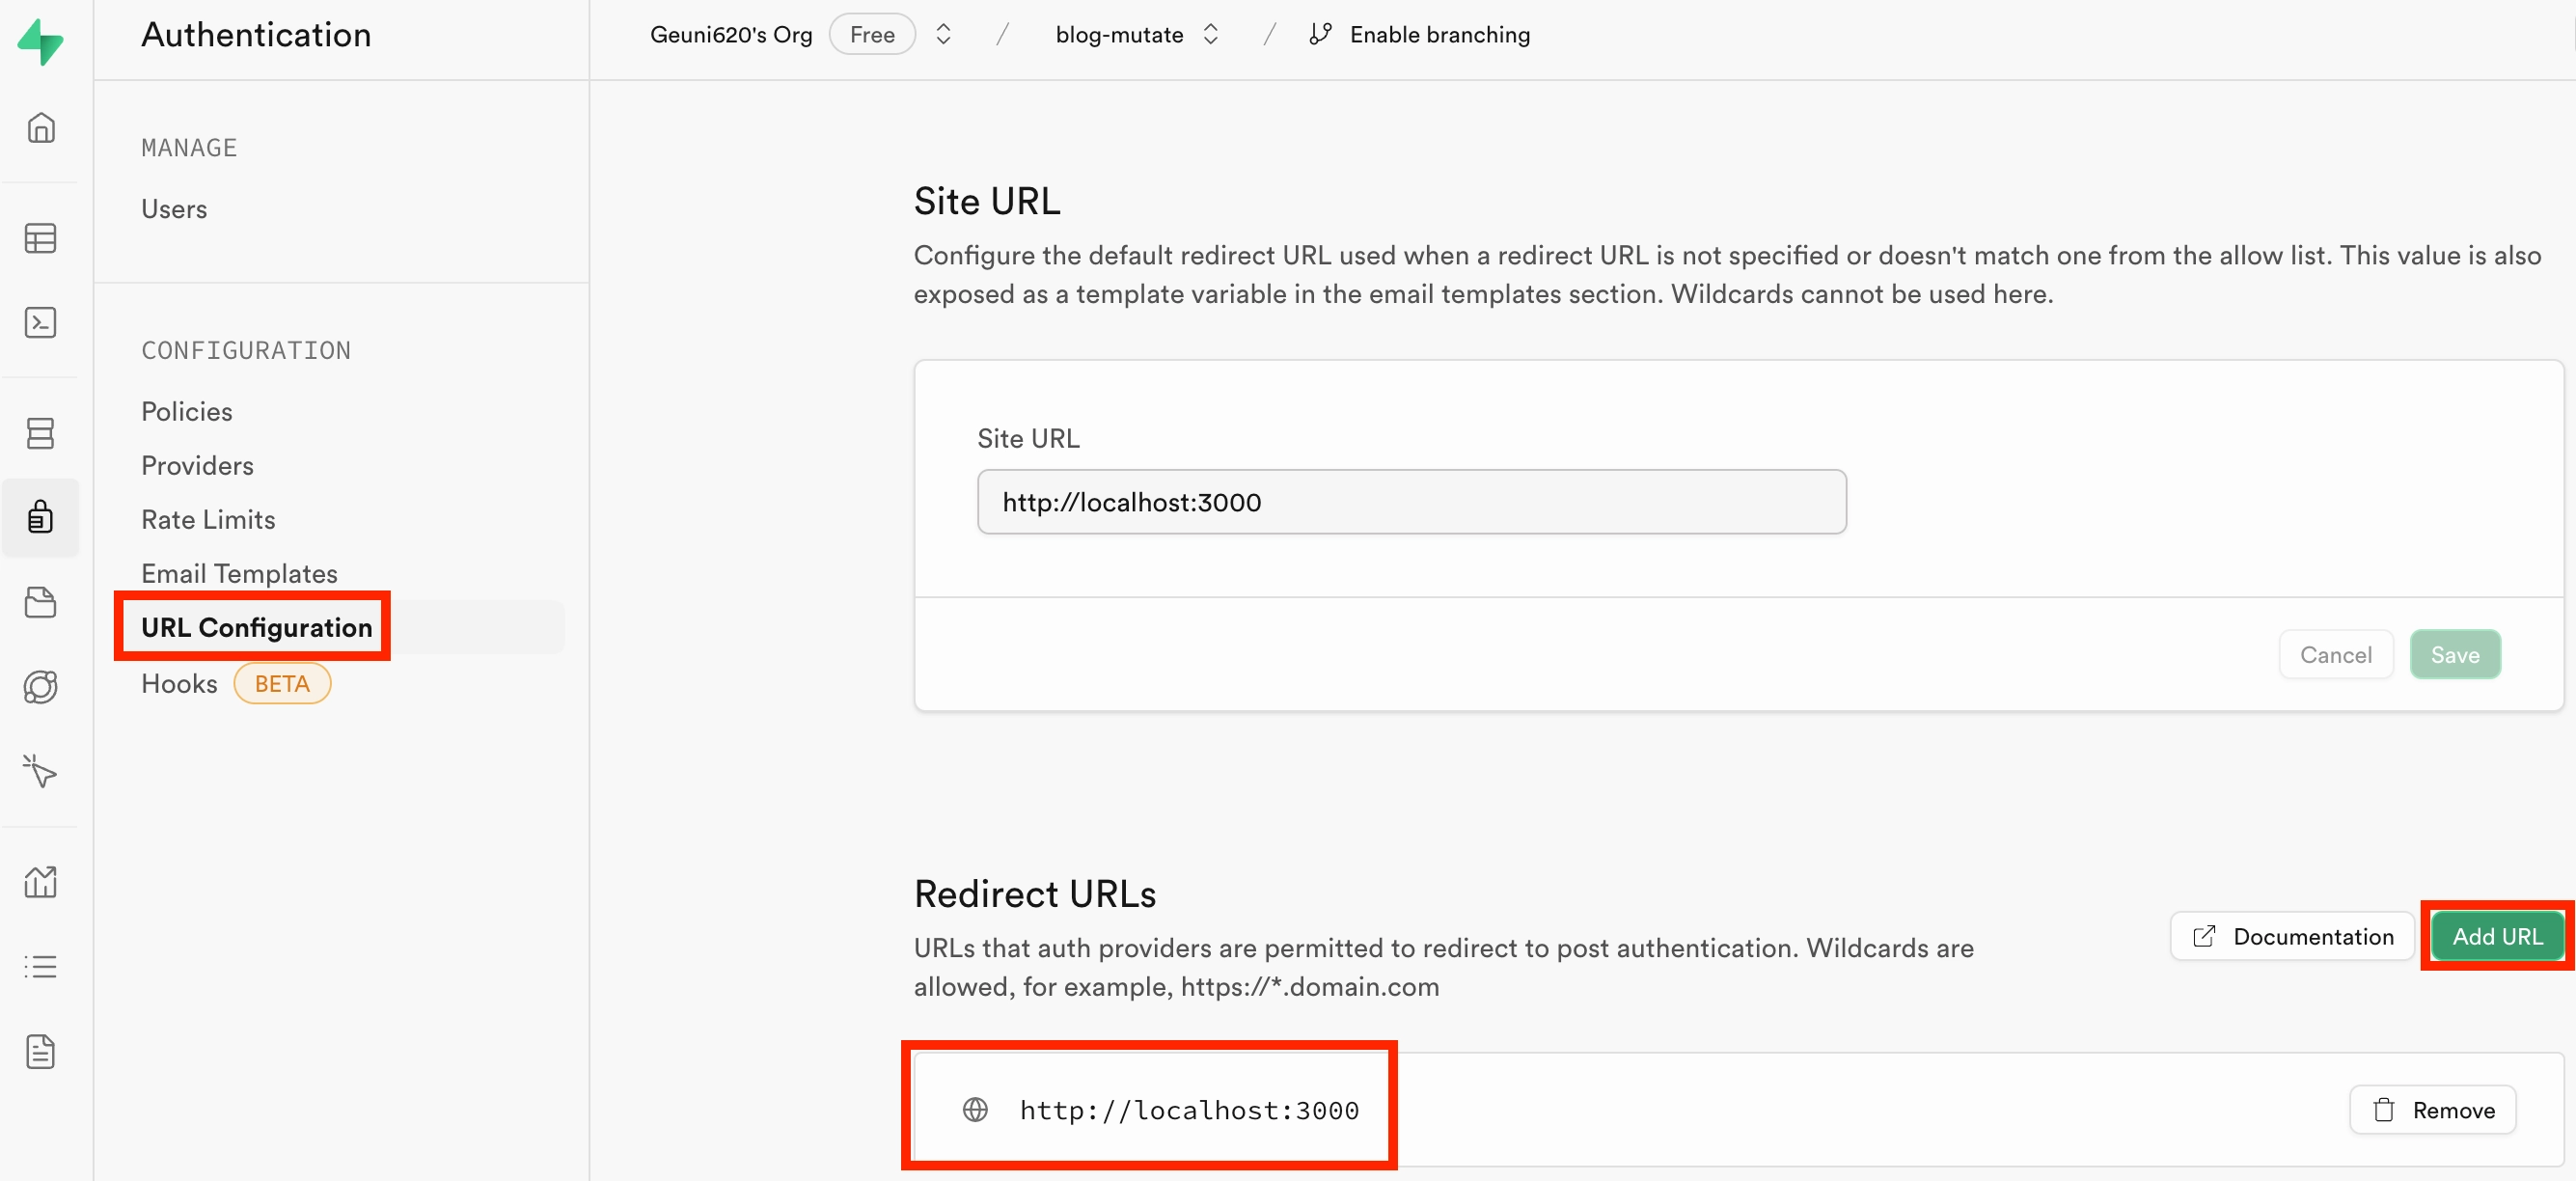 Authentication
Geuni620's Org Free / blog-mutate / Enable branching
MANAGE
Users
CONFIGURATION
Policies
Providers
Rate Limits
Email Templates
URL Configuration
Hooks BETA
Site URL
Configure the default redirect URL used when a redirect URL is not specified or doesn't match one from the allow list. This value is also
exposed as a template variable in the email templates section. Wildcards cannot be used here.
Site URL
http://localhost:3000
Cancel Save
Redirect URLs
URLs that auth providers are permitted to redirect to post authentication. Wildcards are
allowed, for example, https://*.domain.com
Documentation Add URL
http://localhost:3000 Remove